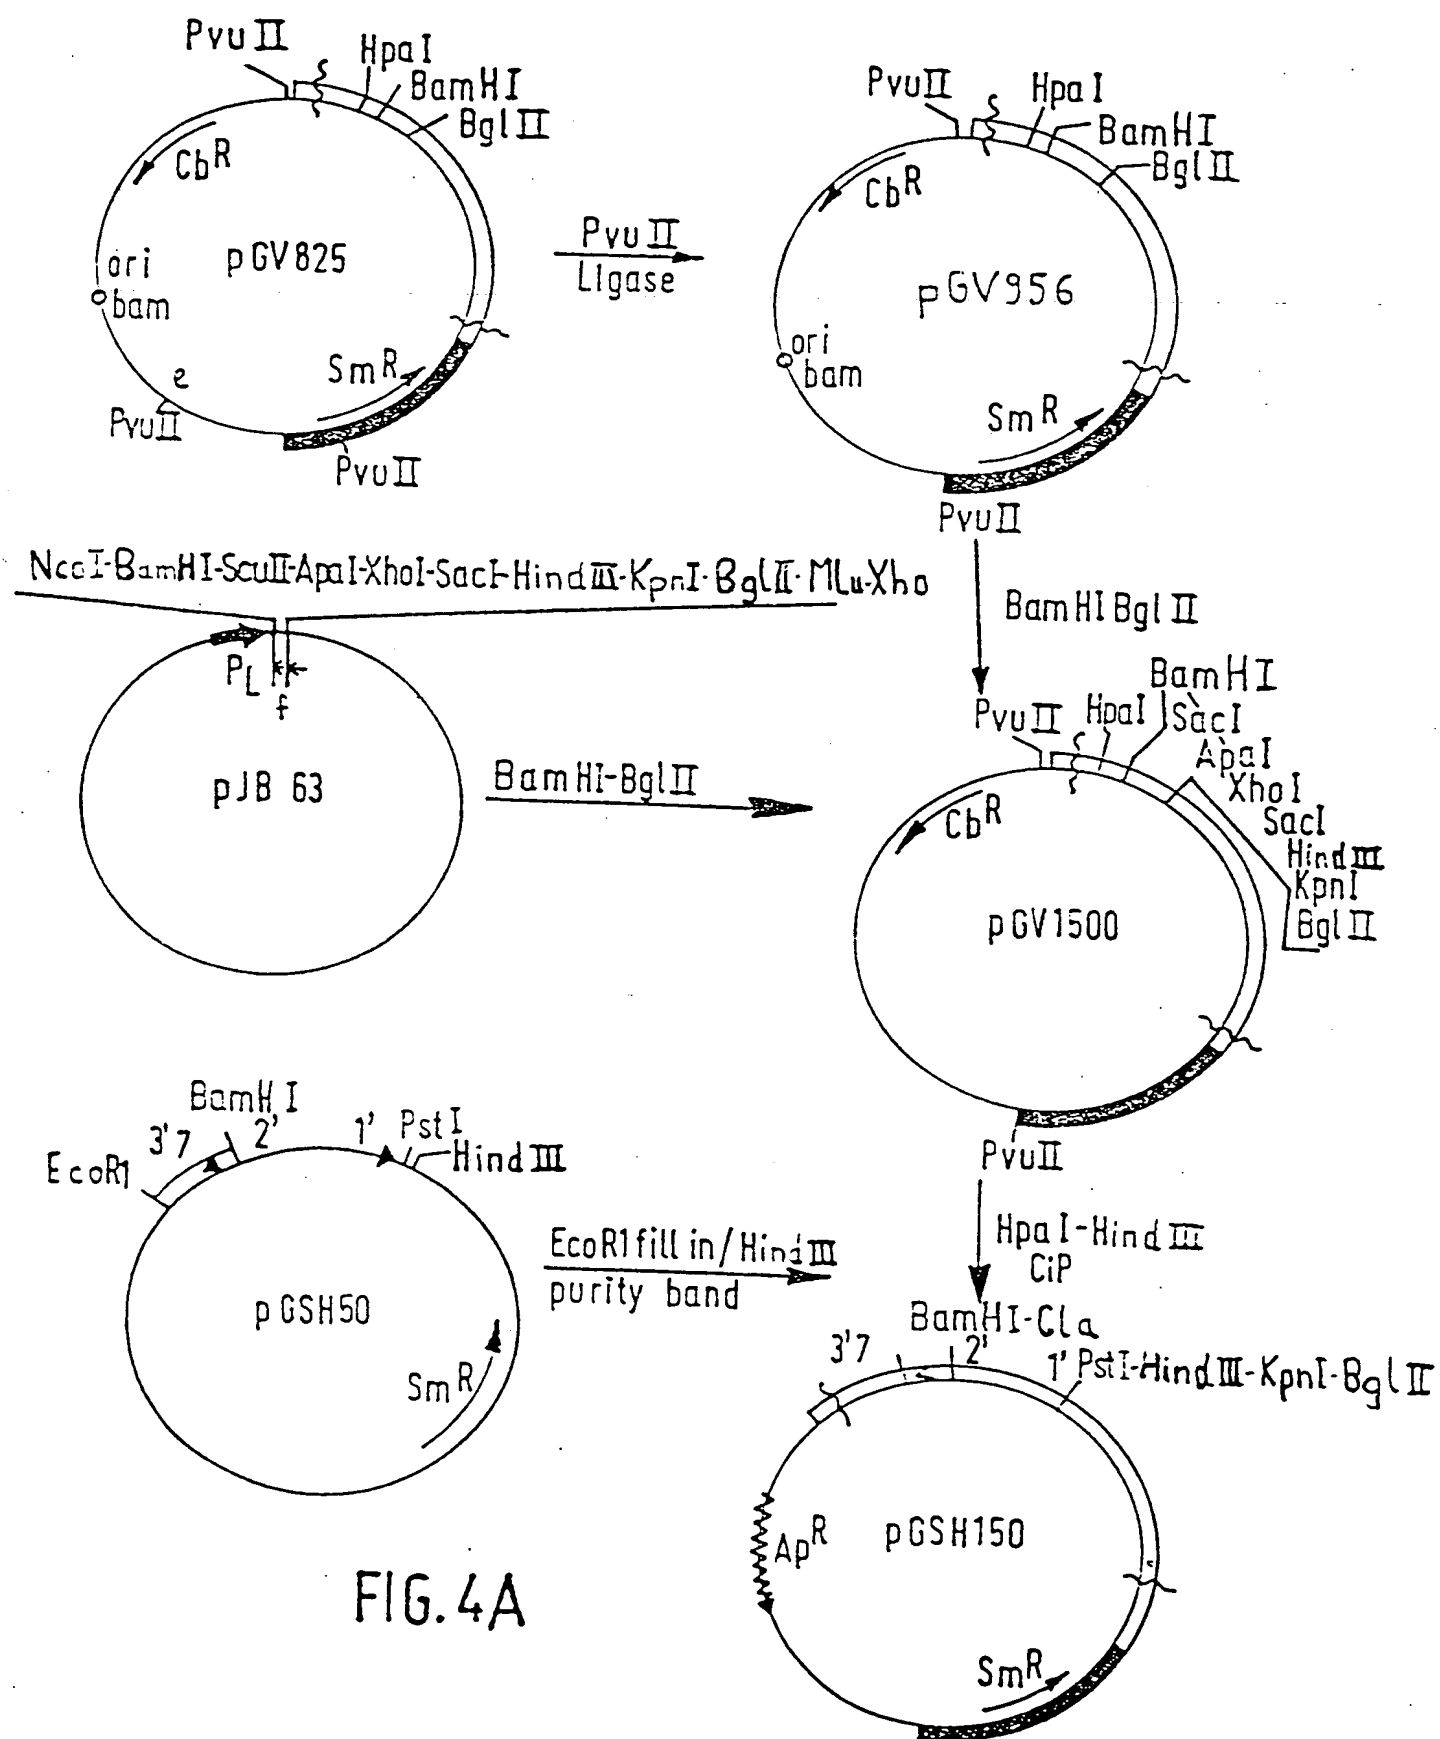 PvuII
HpaI
BamHI
BglII
CbR
pGV825
ori
bam
e
PvuII
SmR
PvuII
PvuII
LIgase
PvuII
HpaI
BamHI
BglII
CbR
pGV956
ori
bam
SmR
PvuII
NcoI-BamHI-ScuII-ApaI-XhoI-SacI-HindIII-KpnI-BglII-MLu-Xho
PL
f
pJB 63
BamHI BglII
BamHI-BglII
PvuII
HpaI
BamHI
SacI
ApaI
XhoI
SacI
HindIII
KpnI
BglII
CbR
pGV1500
PvuII
BamHI
EcoR1
3'7
2'
1'
PstI
HindIII
pGSH50
SmR
EcoR1 fill in/HindIII
purity band
HpaI-HindIII
CiP
BamHI-Cla
3'7
2'
1' PstI-HindIII-KpnI-BglII
ApR
pGSH150
SmR
FIG. 4A